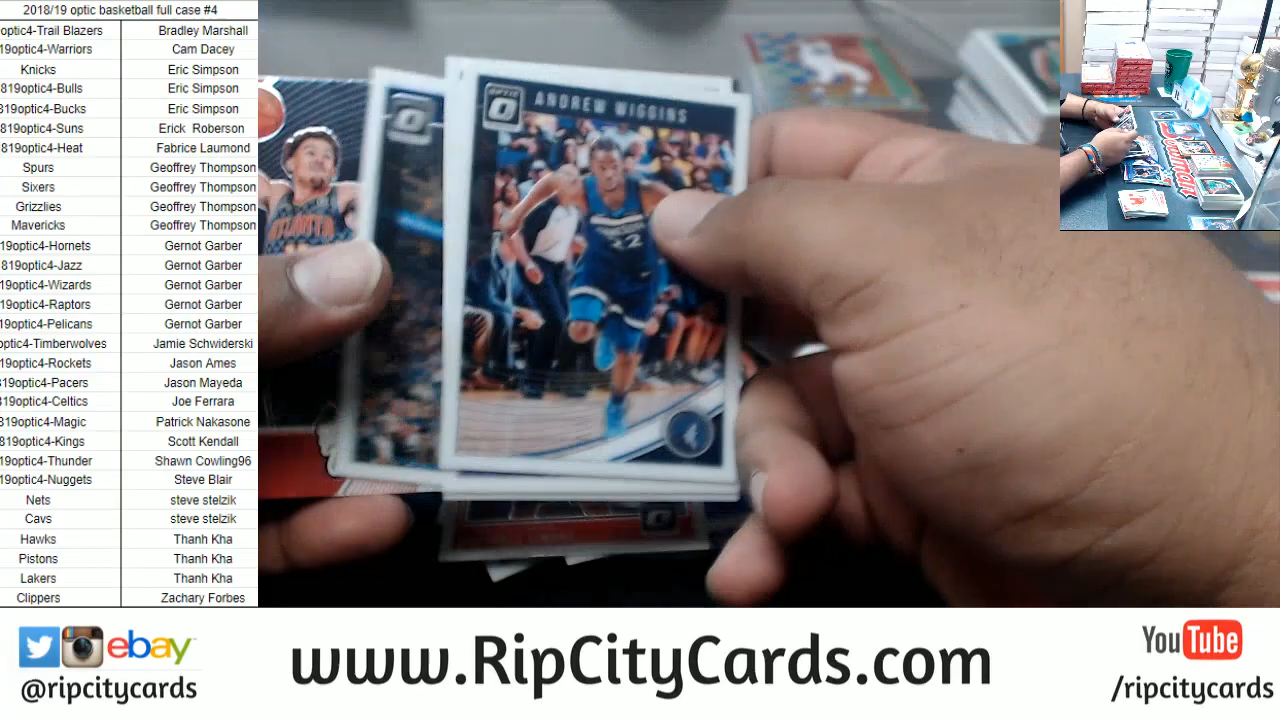 2018/19 optic basketball full case #4
optic4-Trail Blazers Bradley Marshall
19optic4-Warriors Cam Dacey
Knicks Eric Simpson
819optic4-Bulls Eric Simpson
819optic4-Bucks Eric Simpson
819optic4-Suns Erick Roberson
819optic4-Heat Fabrice Laumond
Spurs Geoffrey Thompson
Sixers Geoffrey Thompson
Grizzlies Geoffrey Thompson
Mavericks Geoffrey Thompson
19optic4-Hornets Gernot Garber
819optic4-Jazz Gernot Garber
19optic4-Wizards Gernot Garber
19optic4-Raptors Gernot Garber
19optic4-Pelicans Gernot Garber
optic4-Timberwolves Jamie Schwiderski
19optic4-Rockets Jason Ames
819optic4-Pacers Jason Mayeda
819optic4-Celtics Joe Ferrara
819optic4-Magic Patrick Nakasone
819optic4-Kings Scott Kendall
19optic4-Thunder Shawn Cowling96
19optic4-Nuggets Steve Blair
Nets steve stelzik
Cavs steve stelzik
Hawks Thanh Kha
Pistons Thanh Kha
Lakers Thanh Kha
Clippers Zachary Forbes
OPTIC
ANDREW WIGGINS
22
ATLANTA
ebay
@ripcitycards
www.RipCityCards.com
YouTube
/ripcitycards